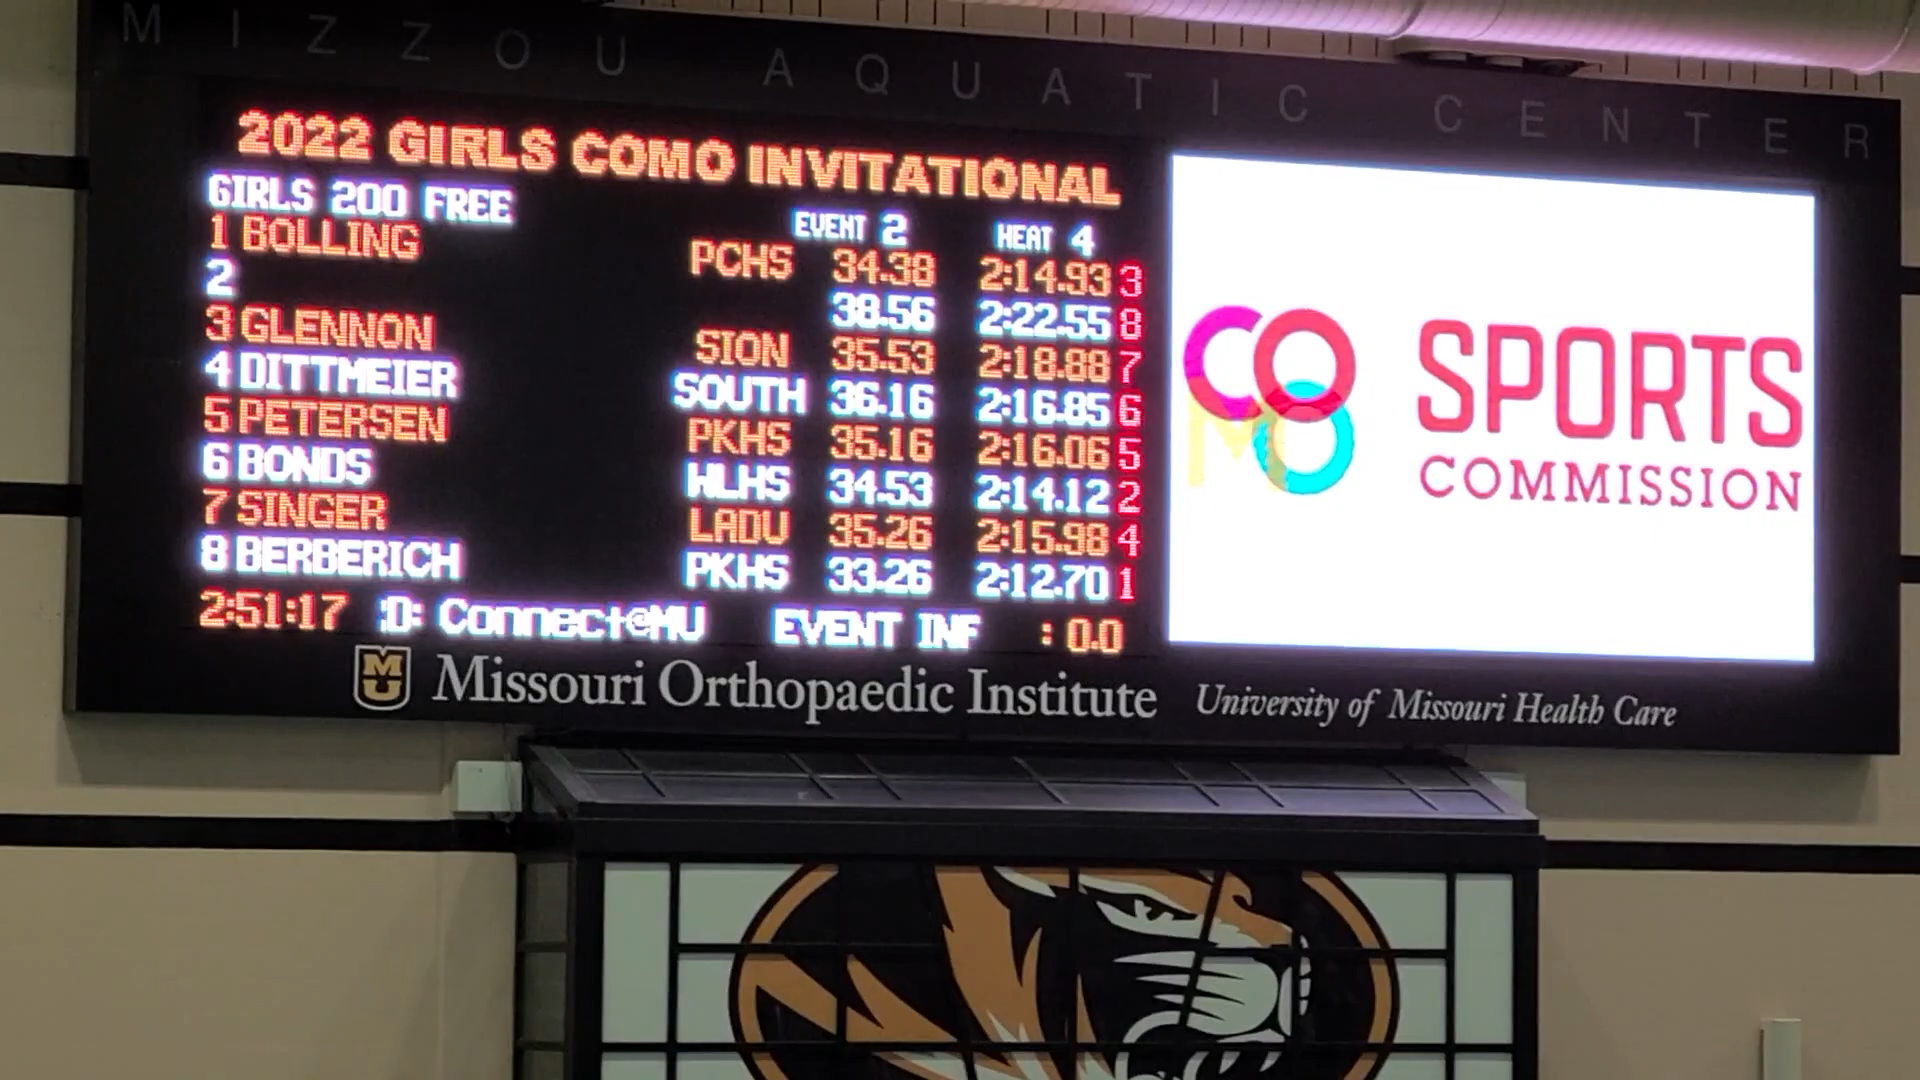 MIZZOU AQUATIC CENTER
2022 GIRLS COMO INVITATIONAL
GIRLS 200 FREE EVENT 2 HEAT 4
1 BOLLING PCHS 34.38 2:14.93 3
2 38.56 2:22.55 8
3 GLENNON SION 35.53 2:18.88 7
4 DITTMEIER SOUTH 36.16 2:16.85 6
5 PETERSEN PKHS 35.16 2:16.06 5
6 BONDS HLHS 34.53 2:14.12 2
7 SINGER LADU 35.26 2:15.98 4
8 BERBERICH PKHS 33.26 2:12.70 1
2:51:17 :D: Connect@MU EVENT INF : 0.0
COMO
SPORTS
COMMISSION
MU Missouri Orthopaedic Institute University of Missouri Health Care